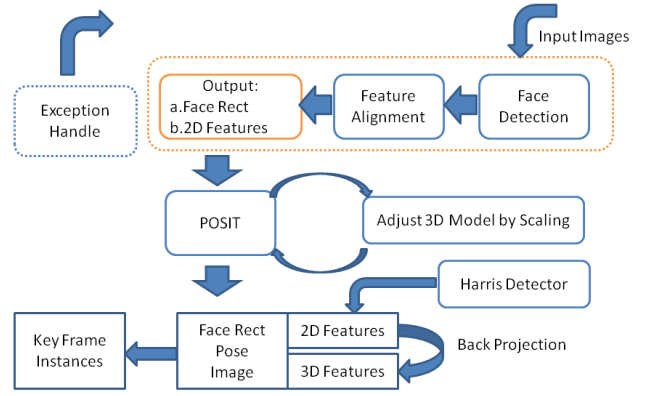 Input Images
Exception
Handle
Output:
a.Face Rect
b.2D Features
Feature
Alignment
Face
Detection
POSIT
Adjust 3D Model by Scaling
Harris Detector
Key Frame
Instances
Face Rect
Pose
Image
2D Features
3D Features
Back Projection